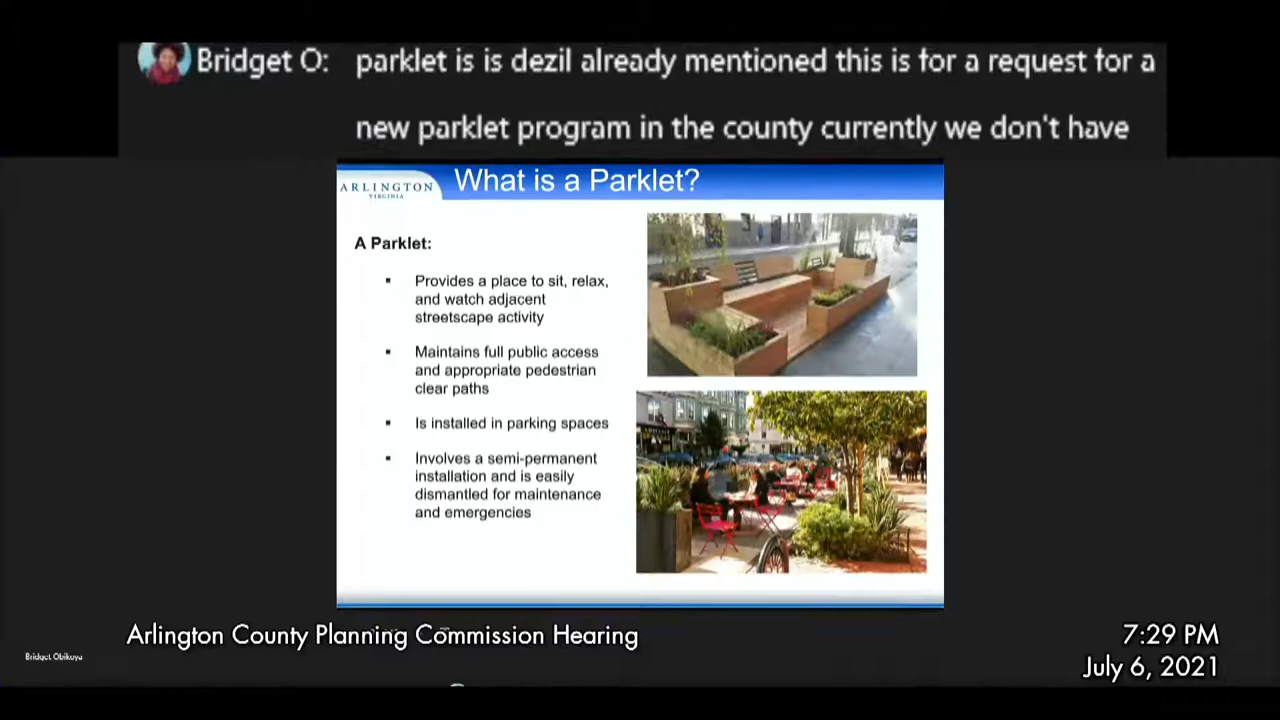 Bridget O: parklet is is dezil already mentioned this is for a request for a
new parklet program in the county currently we don't have
ARLINGTON
VIRGINIA
What is a Parklet?
A Parklet:
▪ Provides a place to sit, relax,
and watch adjacent
streetscape activity
▪ Maintains full public access
and appropriate pedestrian
clear paths
▪ Is installed in parking spaces
▪ Involves a semi-permanent
installation and is easily
dismantled for maintenance
and emergencies
Arlington County Planning Commission Hearing
7:29 PM
July 6, 2021
Bridget Obikoya